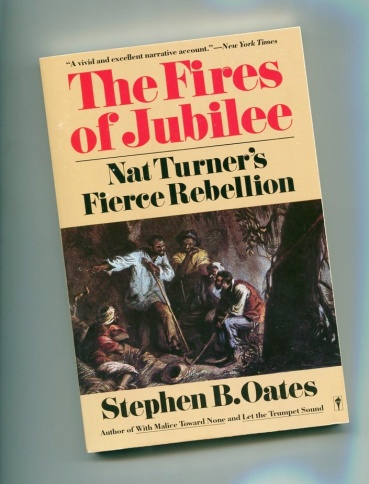 "A vivid and excellent narrative account."—New York Times
The Fires
of Jubilee
Nat Turner's
Fierce Rebellion
Stephen B. Oates
Author of With Malice Toward None and Let the Trumpet Sound